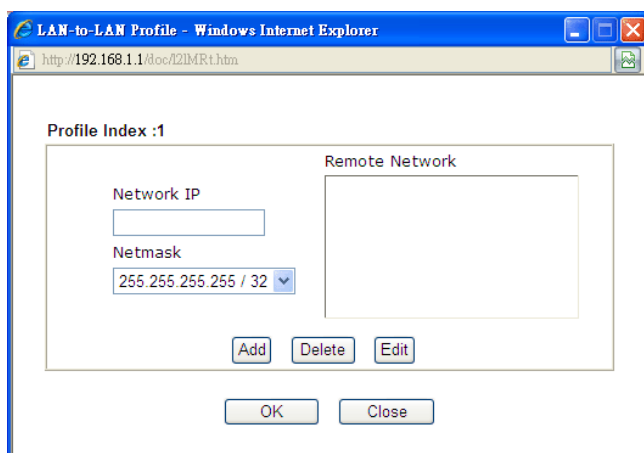 LAN-to-LAN Profile - Windows Internet Explorer
http://192.168.1.1/doc/l2lMRt.htm
Profile Index :1
Remote Network
Network IP
Netmask
255.255.255.255 / 32
Add Delete Edit
OK Close